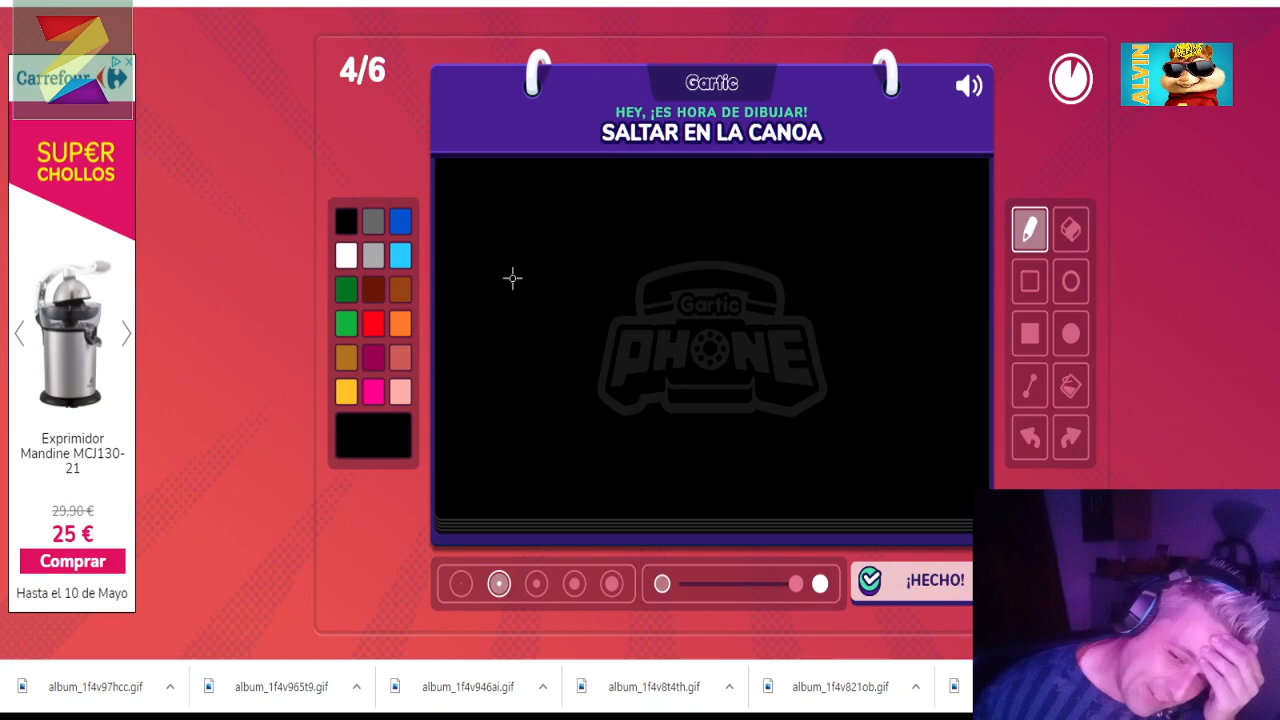 Carrefour
SUP€R
CHOLLOS
Exprimidor
Mandine MCJ130-
21
29,90 €
25 €
Comprar
Hasta el 10 de Mayo
4/6
Gartic
HEY, ¡ES HORA DE DIBUJAR!
SALTAR EN LA CANOA
Gartic
PHONE
ALVIN
¡HECHO!
album_1f4v97hcc.gif
album_1f4v965t9.gif
album_1f4v946ai.gif
album_1f4v8t4th.gif
album_1f4v821ob.gif